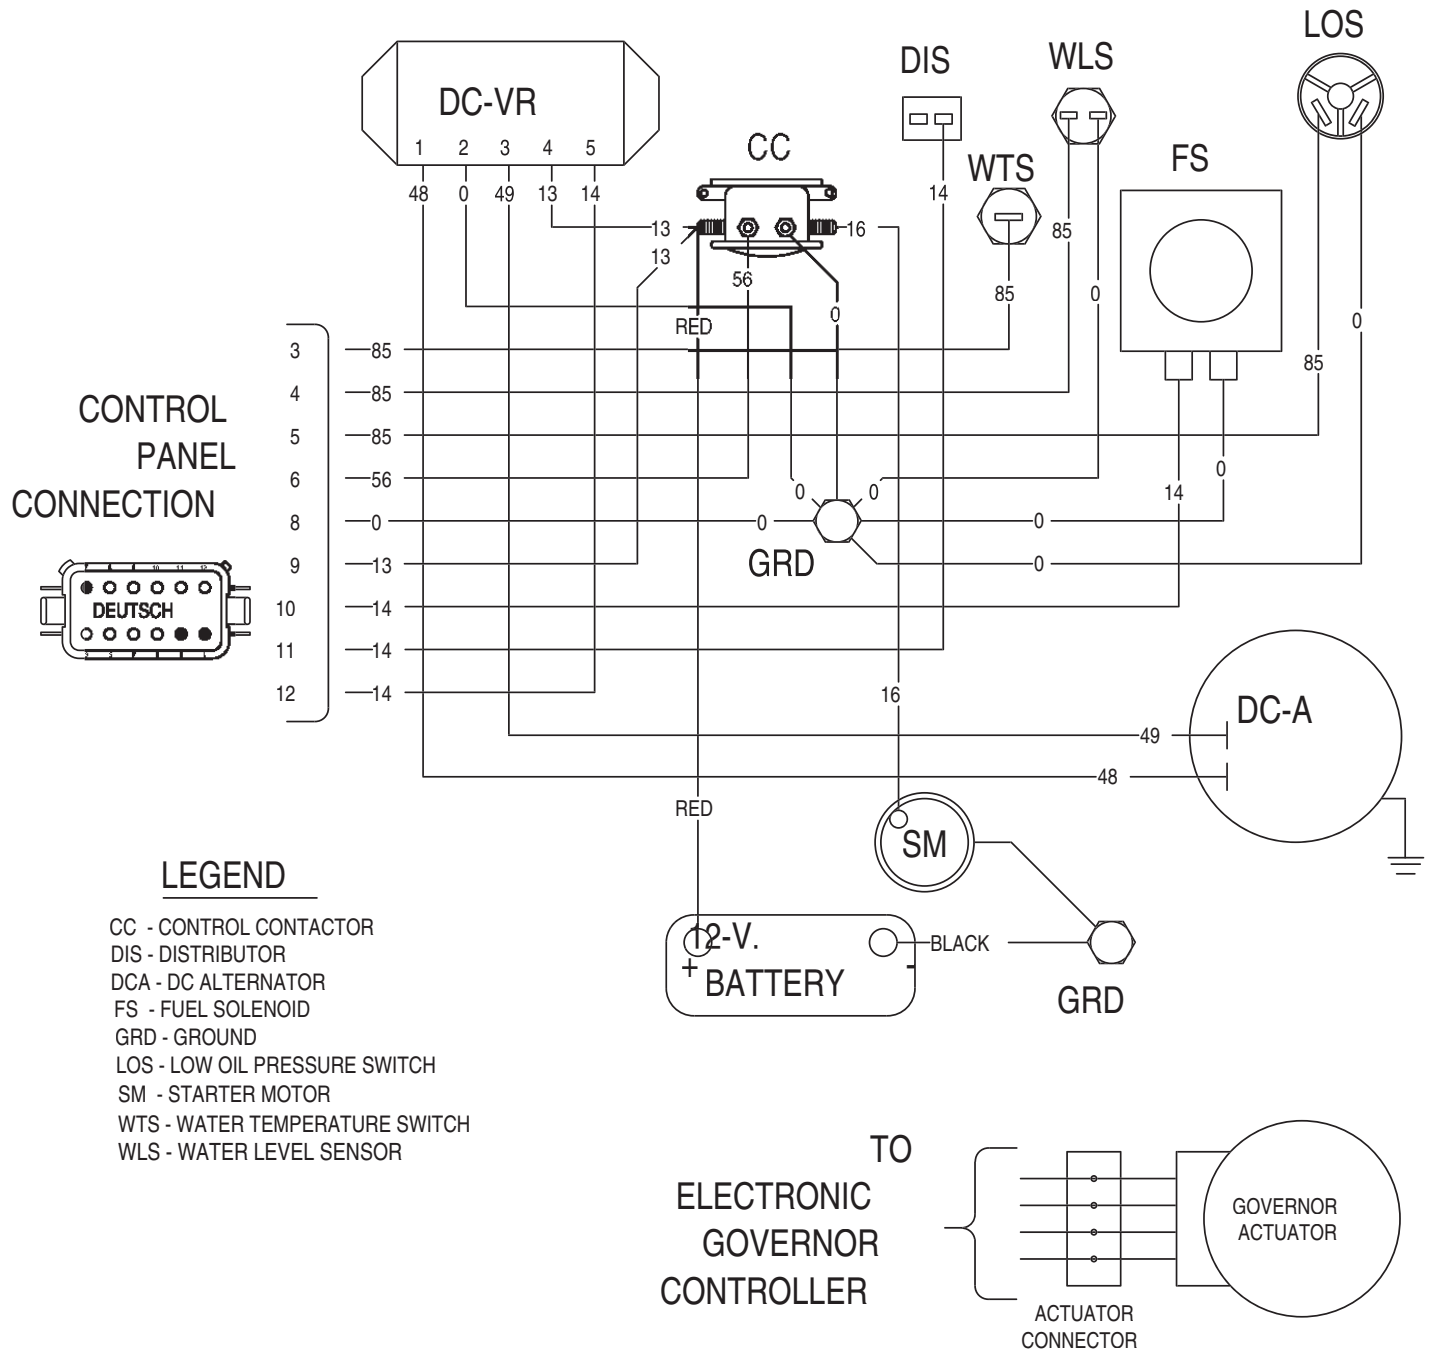 LOS
DIS
WLS
DC-VR
CC
FS
WTS
1 2 3 4 5
48 0 49 13 14
14
13
16
13
85
56
85
0
0
RED
0
85
3
85
4
85
5
85
6
56
8
0
9
13
10
14
11
14
12
14
CONTROL
PANEL
CONNECTION
DEUTSCH
0
0
0
14
0
0
GRD
0
16
DC-A
49
48
RED
SM
12-V.
+
BATTERY
-
BLACK
GRD
LEGEND
CC - CONTROL CONTACTOR
DIS - DISTRIBUTOR
DCA - DC ALTERNATOR
FS - FUEL SOLENOID
GRD - GROUND
LOS - LOW OIL PRESSURE SWITCH
SM - STARTER MOTOR
WTS - WATER TEMPERATURE SWITCH
WLS - WATER LEVEL SENSOR
TO
ELECTRONIC
GOVERNOR
CONTROLLER
GOVERNOR
ACTUATOR
ACTUATOR
CONNECTOR